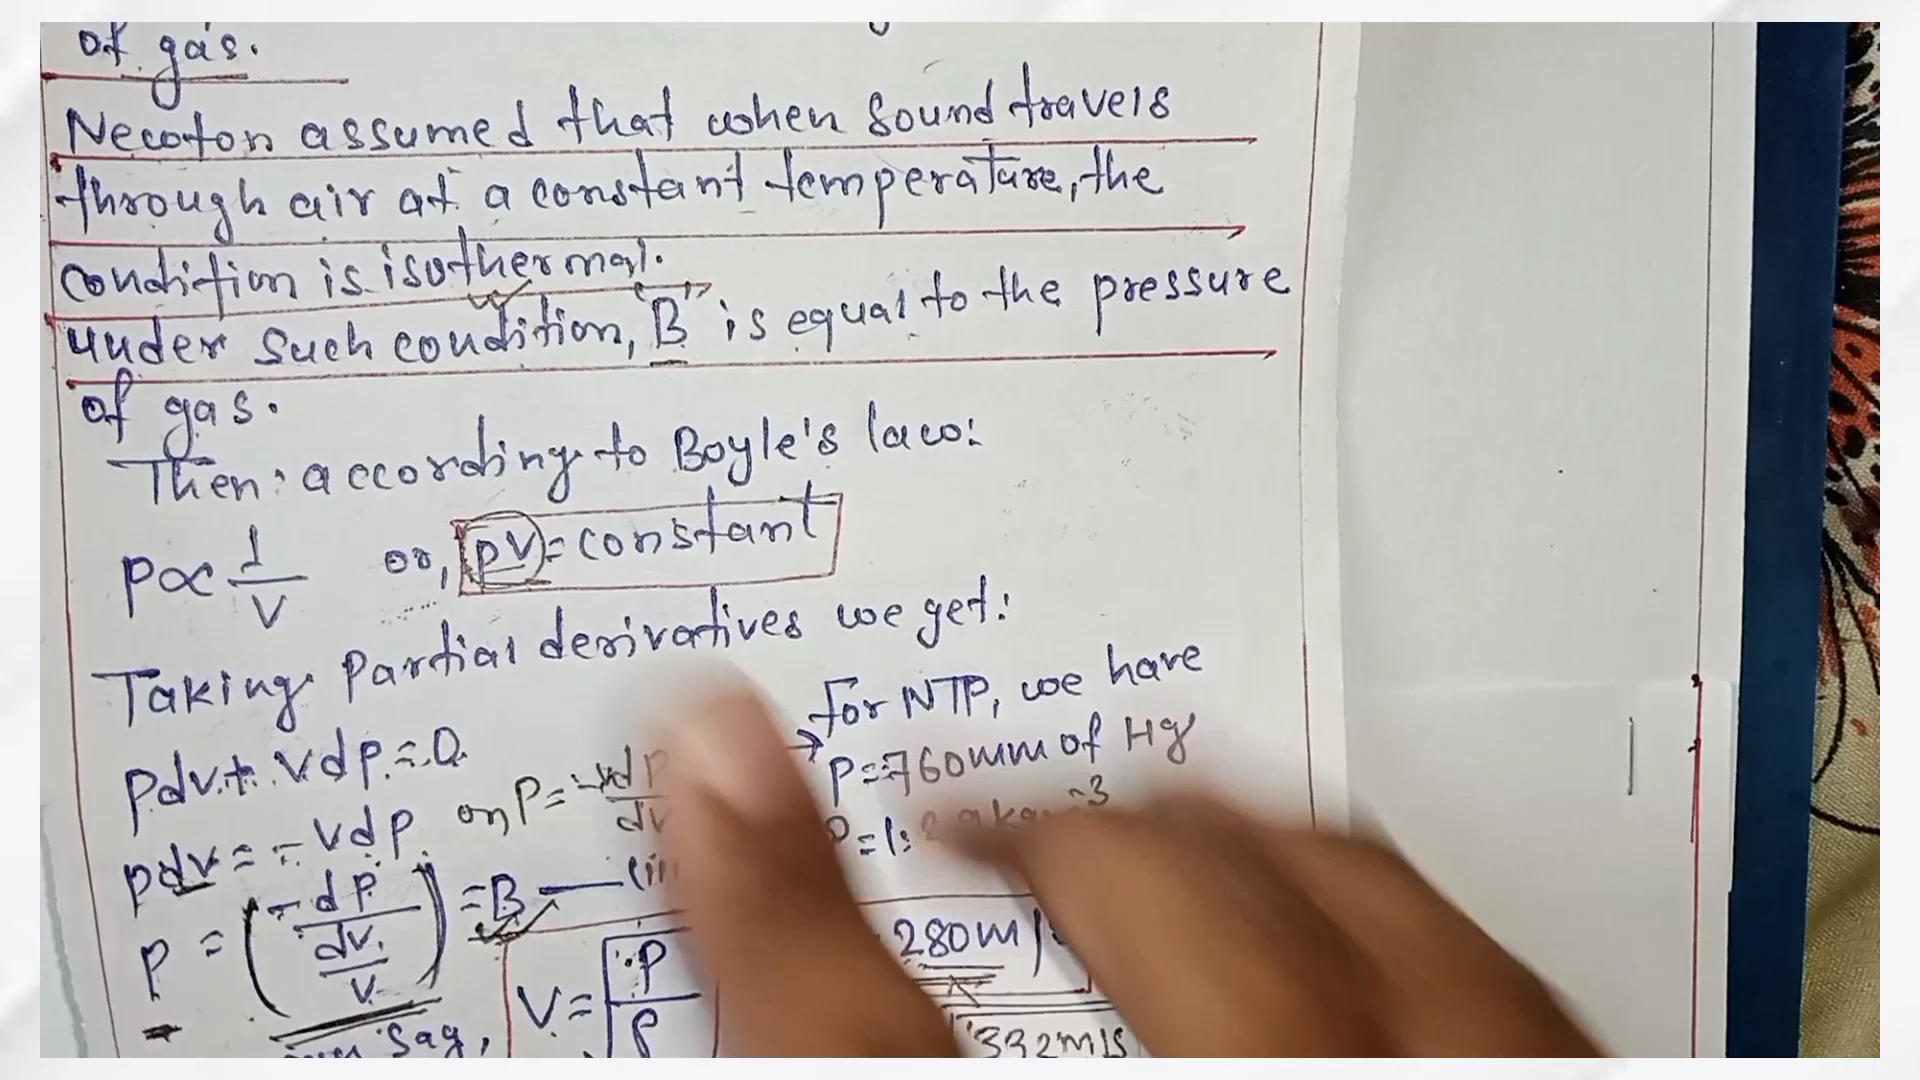 of gas.
Newton assumed that when sound travels
through air at a constant temperature, the
condition is isothermal.
under such condition, "B" is equal to the pressure
of gas.
Then: according to Boyle's law:
P∝ 1/V or, PV = constant
Taking Partial derivatives we get:
Pdv + vdp = 0
Pdv = - vdp or, P = -vdp/dv
P = (-dp/(dv/v)) = B
V = √P/ρ
→ for NTP, we have
P = 760mm of Hg
280m/
332m/s